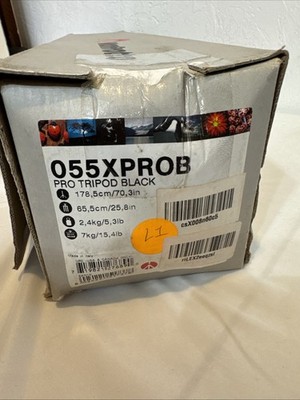 055XPROB
PRO TRIPOD BLACK
178,5cm/70,3in
65,5cm/25,8in
2,4kg/5,3lb
7kg/15,4lb
L1